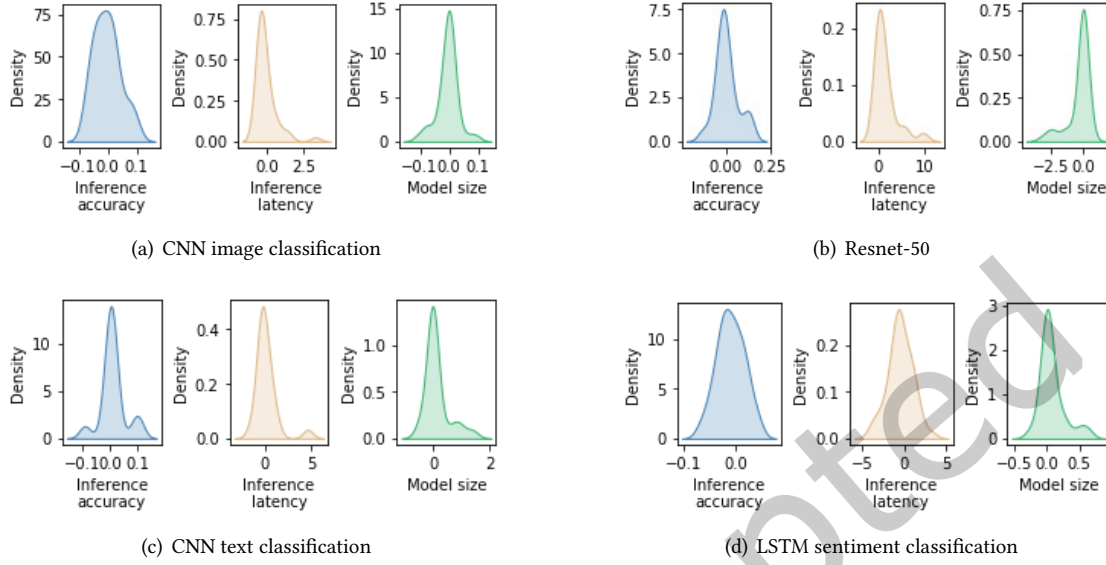 75
50
25
0
Density
−0.1 0.0 0.1
Inference
accuracy
0.75
0.50
0.25
0.00
Density
0.0 2.5
Inference
latency
15
10
5
0
Density
−0.1 0.0 0.1
Model size
(a) CNN image classification
7.5
5.0
2.5
0.0
Density
0.00 0.25
Inference
accuracy
0.2
0.1
0.0
Density
0 10
Inference
latency
0.75
0.50
0.25
0.00
Density
−2.5 0.0
Model size
(b) Resnet-50
10
5
0
Density
−0.1 0.0 0.1
Inference
accuracy
0.4
0.2
0.0
Density
0 5
Inference
latency
1.0
0.5
0.0
Density
0 2
Model size
(c) CNN text classification
10
5
0
Density
−0.1 0.0
Inference
accuracy
0.2
0.1
0.0
Density
−5 0 5
Inference
latency
3
2
1
0
Density
−0.5 0.0 0.5
Model size
(d) LSTM sentiment classification
pted